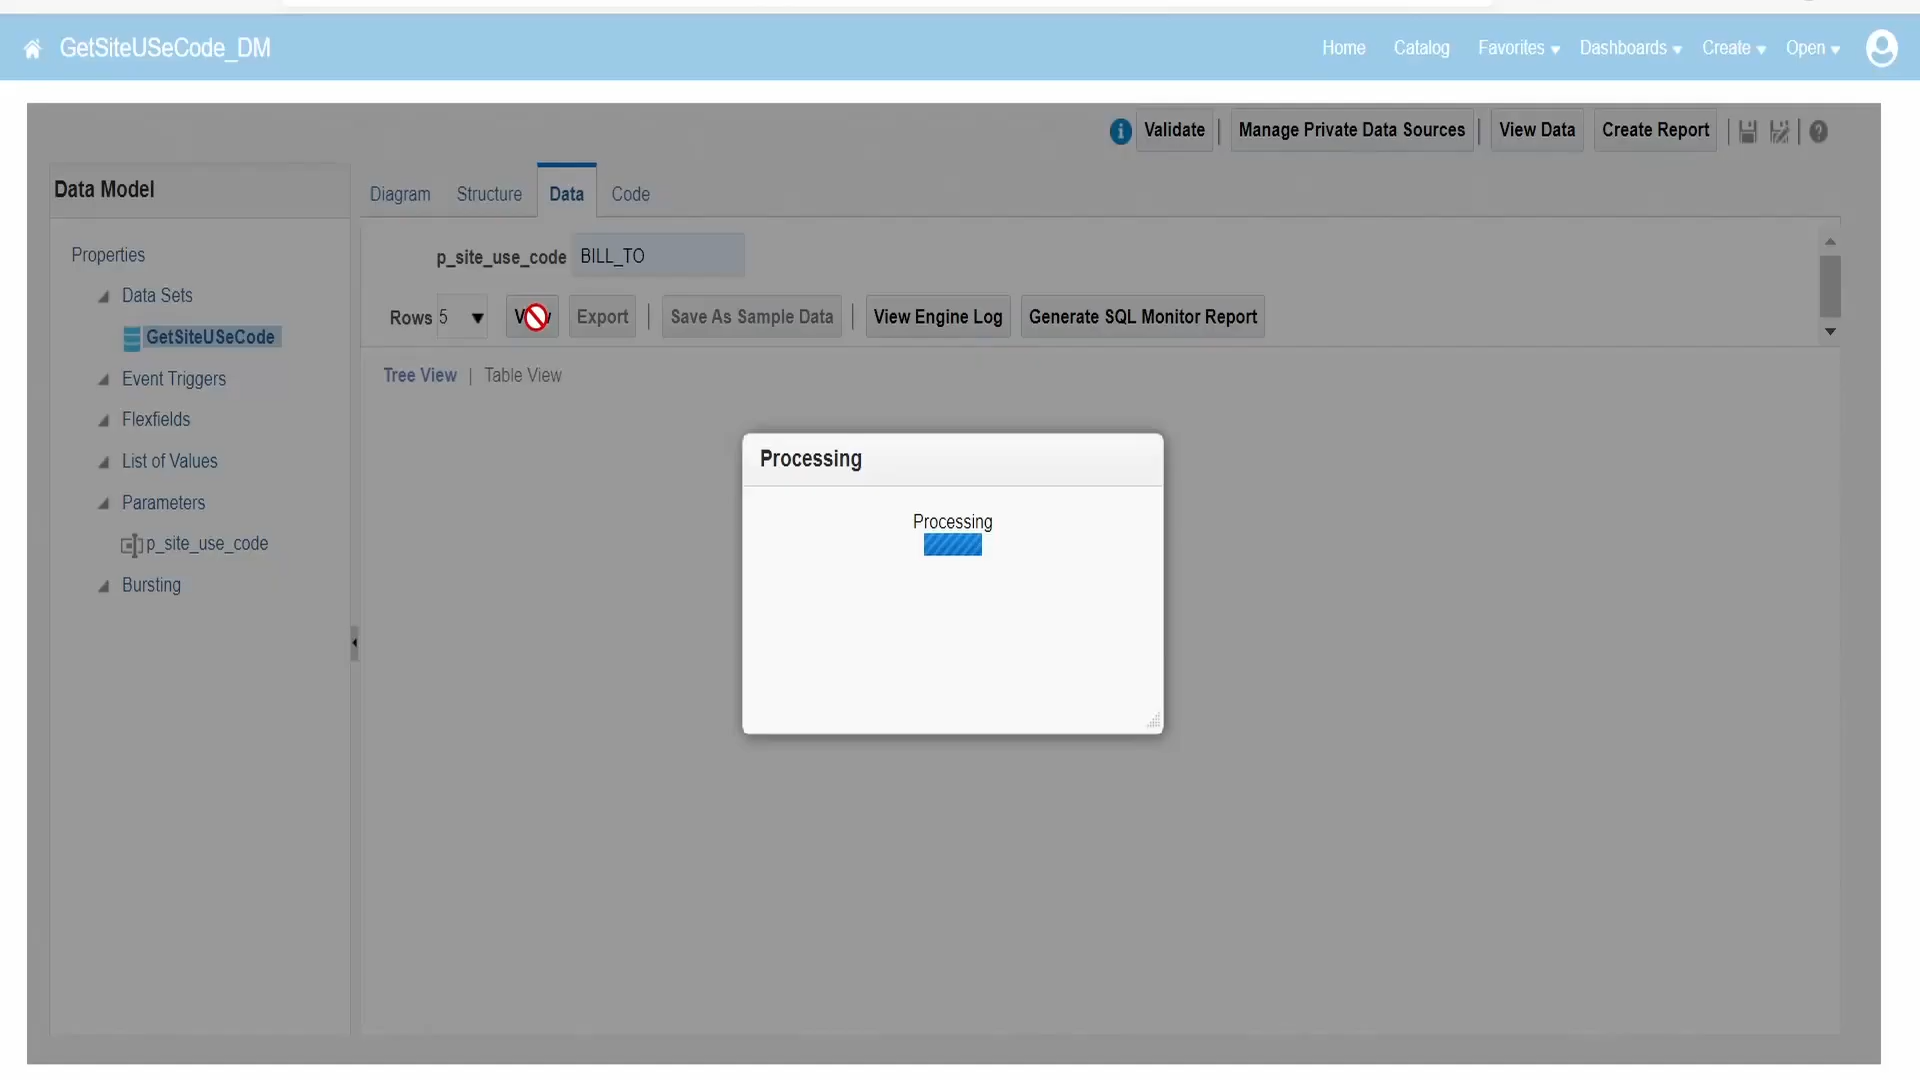 GetSiteUSeCode_DM
Home Catalog Favorites Dashboards Create Open
Validate | Manage Private Data Sources | View Data Create Report
Data Model
Diagram Structure Data Code
Properties
Data Sets
GetSiteUSeCode
Event Triggers
Flexfields
List of Values
Parameters
p_site_use_code
Bursting
p_site_use_code BILL_TO
Rows 5 Export | Save As Sample Data | View Engine Log Generate SQL Monitor Report
Tree View | Table View
Processing
Processing